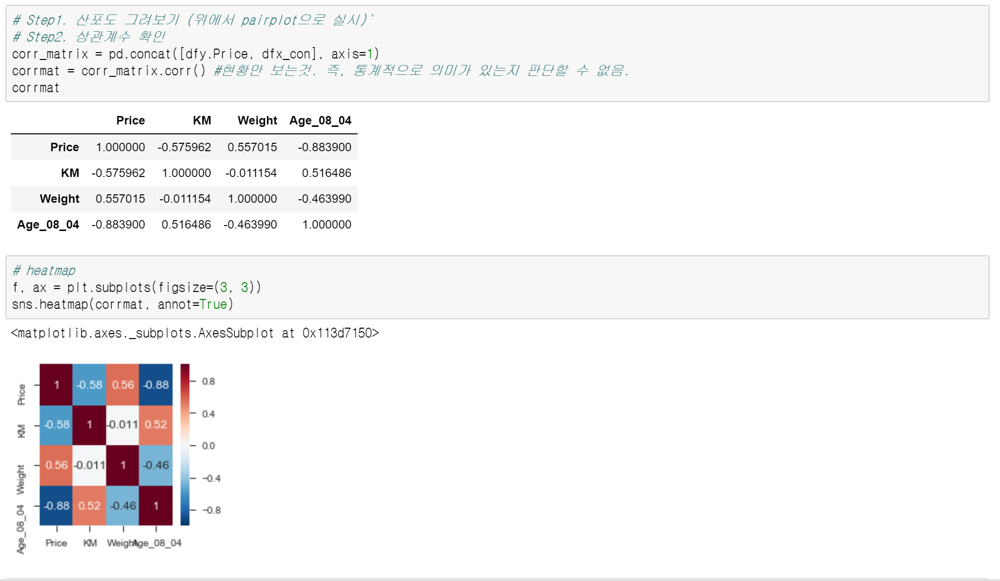 # Step1. 산포도 그려보기 (위에서 pairplot으로 실시)`
# Step2. 상관계수 확인
corr_matrix = pd.concat([dfy.Price, dfx_con], axis=1)
corrmat = corr_matrix.corr() #현황만 보는것. 즉, 통계적으로 의미가 있는지 판단할 수 없음.
corrmat
Price KM Weight Age_08_04
Price 1.000000 -0.575962 0.557015 -0.883900
KM -0.575962 1.000000 -0.011154 0.516486
Weight 0.557015 -0.011154 1.000000 -0.463990
Age_08_04 -0.883900 0.516486 -0.463990 1.000000
# heatmap
f, ax = plt.subplots(figsize=(3, 3))
sns.heatmap(corrmat, annot=True)
<matplotlib.axes._subplots.AxesSubplot at 0x113d7150>
Price 1 -0.58 0.56 -0.88
KM -0.58 1 -0.011 0.52
Weight 0.56 -0.011 1 -0.46
Age_08_04 -0.88 0.52 -0.46 1
Price KM Weight Age_08_04
0.8
0.4
0.0
−0.4
−0.8